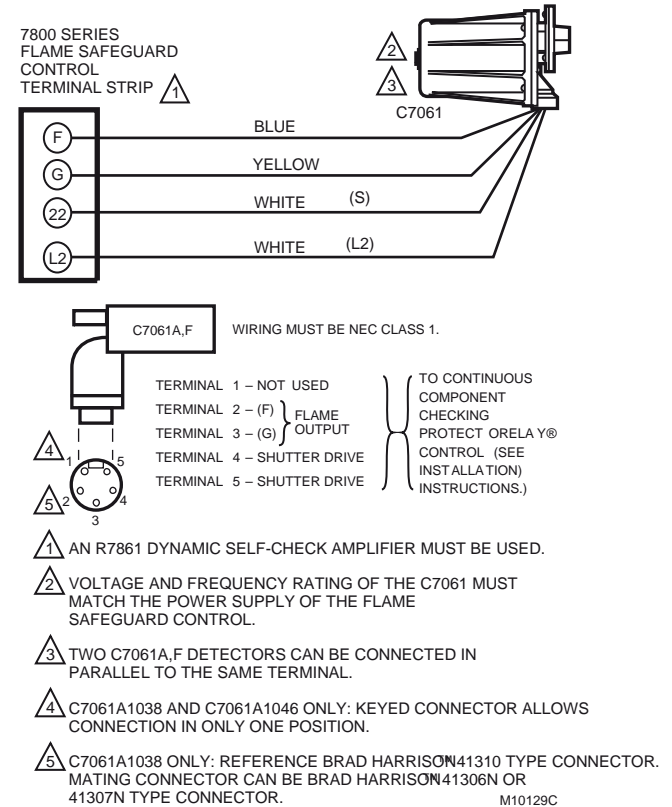 7800 SERIES
FLAME SAFEGUARD
CONTROL
TERMINAL STRIP 1
2
3
C7061
F BLUE
G YELLOW
22 WHITE (S)
L2 WHITE (L2)
C7061A,F
WIRING MUST BE NEC CLASS 1.
TERMINAL 1 – NOT USED
TERMINAL 2 – (F)
TERMINAL 3 – (G)
FLAME
OUTPUT
TERMINAL 4 – SHUTTER DRIVE
TERMINAL 5 – SHUTTER DRIVE
TO CONTINUOUS
COMPONENT
CHECKING
PROTECT ORELA Y®
CONTROL (SEE
INST ALLA TION)
INSTRUCTIONS.)
4
1 5
5 2 4
3
1 AN R7861 DYNAMIC SELF-CHECK AMPLIFIER MUST BE USED.
2 VOLTAGE AND FREQUENCY RATING OF THE C7061 MUST
MATCH THE POWER SUPPLY OF THE FLAME
SAFEGUARD CONTROL.
3 TWO C7061A,F DETECTORS CAN BE CONNECTED IN
PARALLEL TO THE SAME TERMINAL.
4 C7061A1038 AND C7061A1046 ONLY: KEYED CONNECTOR ALLOWS
CONNECTION IN ONLY ONE POSITION.
5 C7061A1038 ONLY: REFERENCE BRAD HARRISON™41310 TYPE CONNECTOR.
MATING CONNECTOR CAN BE BRAD HARRISON™41306N OR
41307N TYPE CONNECTOR.
M10129C